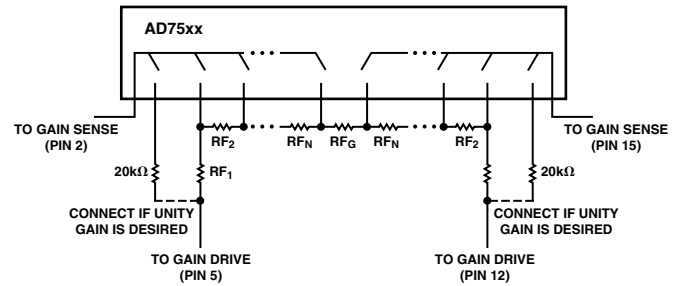 AD75xx
TO GAIN SENSE
(PIN 2)
TO GAIN SENSE
(PIN 15)
RF2
RFN
RFG
RFN
RF2
20kΩ
RF1
20kΩ
CONNECT IF UNITY
GAIN IS DESIRED
CONNECT IF UNITY
GAIN IS DESIRED
TO GAIN DRIVE
(PIN 5)
TO GAIN DRIVE
(PIN 12)